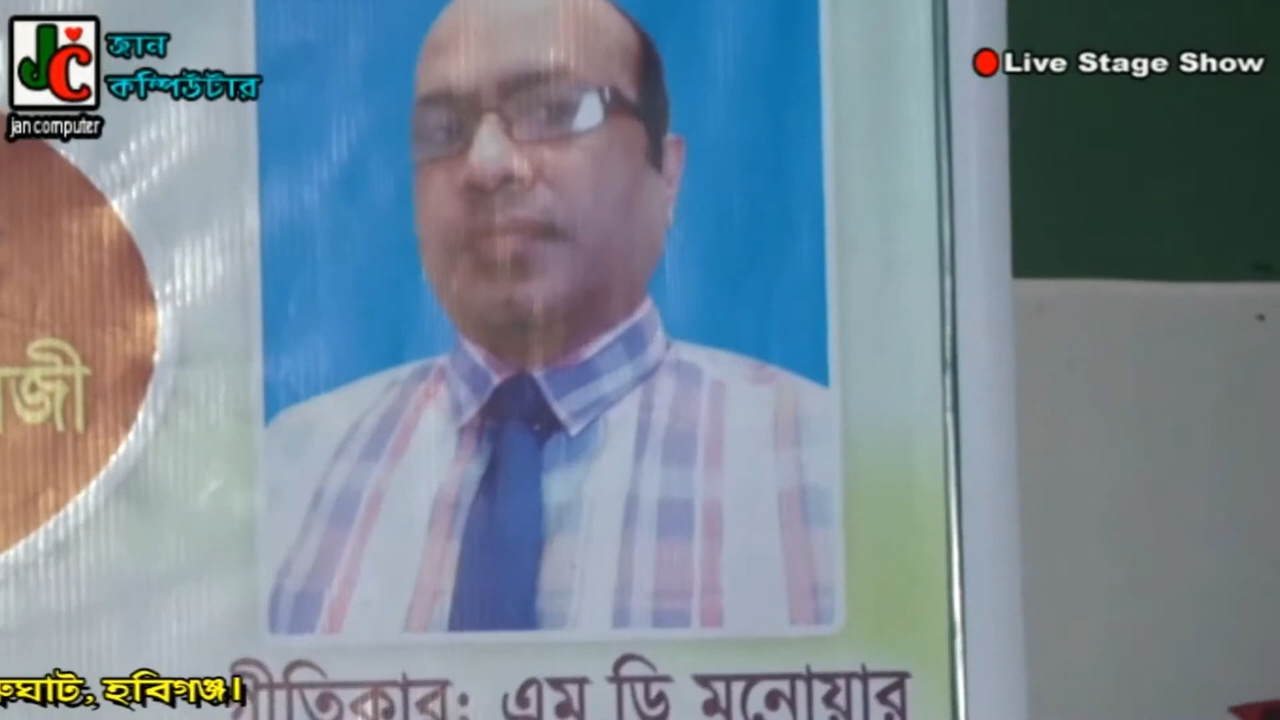 জান
কম্পিউটার
jan computer
Live Stage Show
হবিগঞ্জ।
গীতিকার: এম ডি মনোয়ার